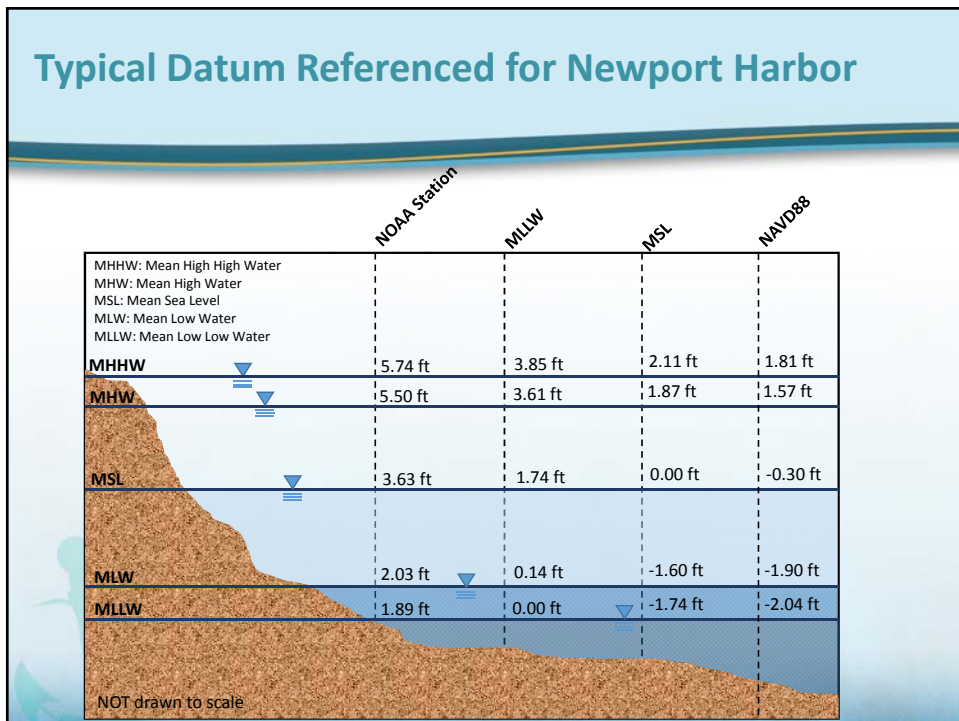 Typical Datum Referenced for Newport Harbor
NOAA Station MLLW MSL NAVD88
MHHW: Mean High High Water
MHW: Mean High Water
MSL: Mean Sea Level
MLW: Mean Low Water
MLLW: Mean Low Low Water
MHHW 5.74 ft 3.85 ft 2.11 ft 1.81 ft
MHW 5.50 ft 3.61 ft 1.87 ft 1.57 ft
MSL 3.63 ft 1.74 ft 0.00 ft -0.30 ft
MLW 2.03 ft 0.14 ft -1.60 ft -1.90 ft
MLLW 1.89 ft 0.00 ft -1.74 ft -2.04 ft
NOT drawn to scale